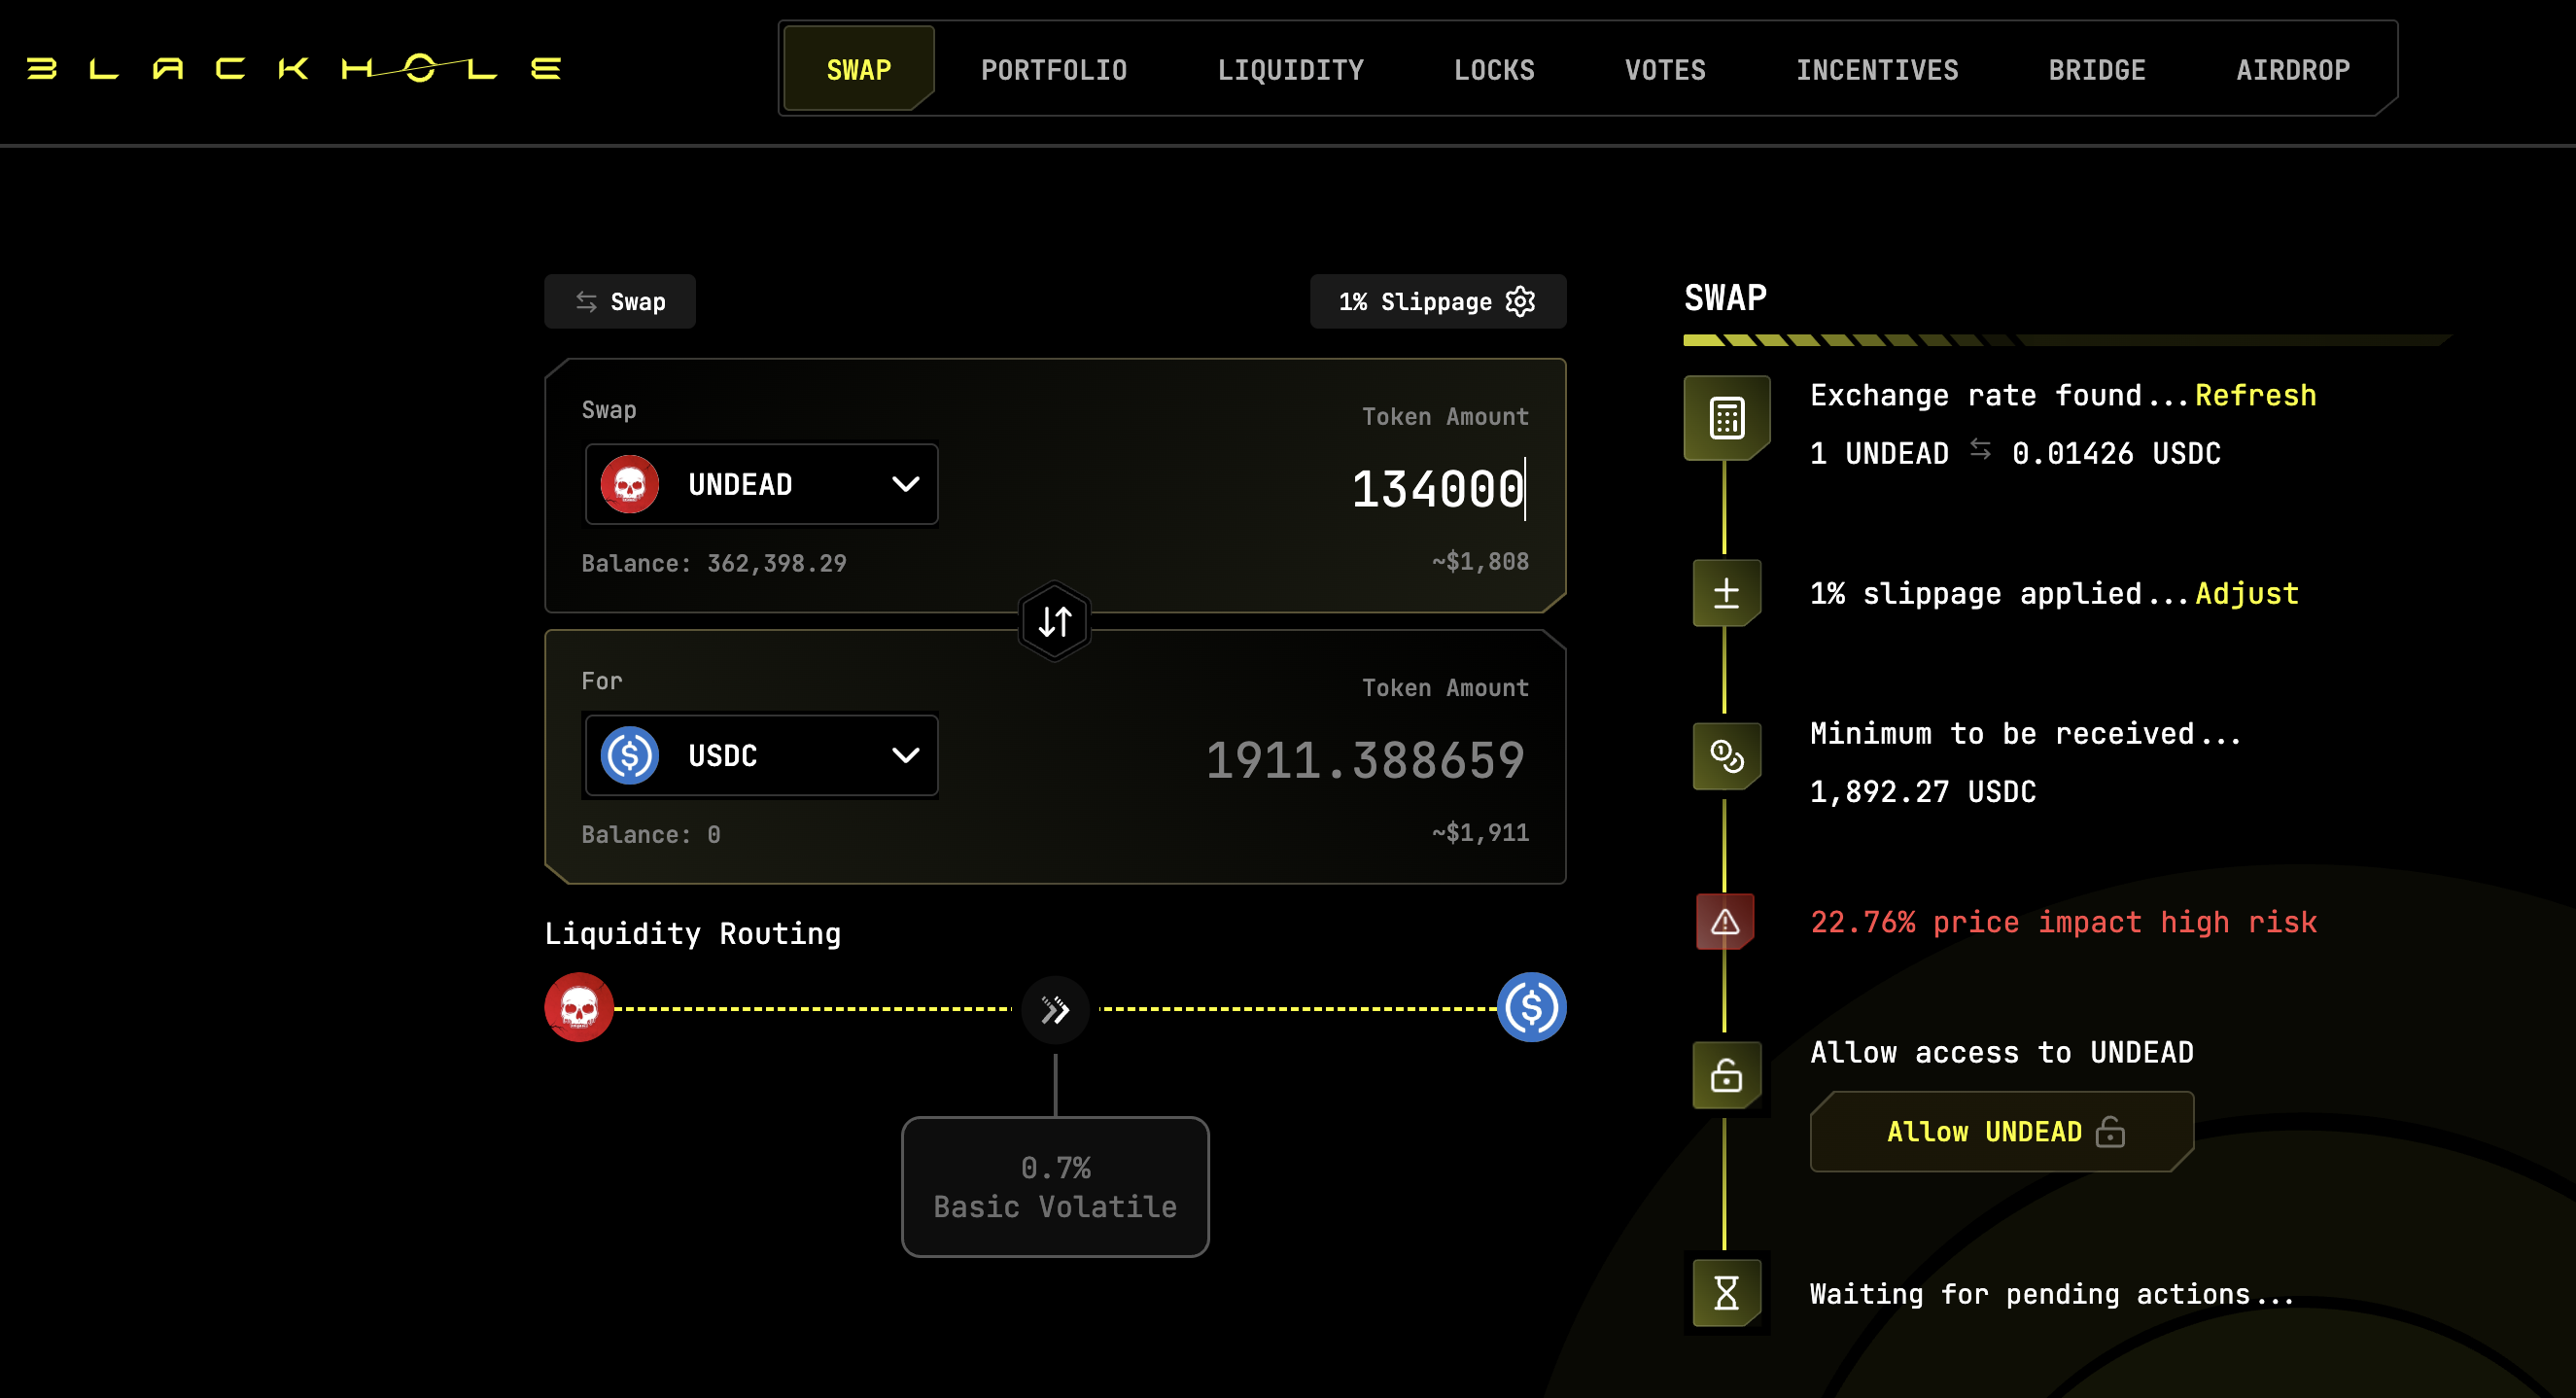 BLACKHOLE
SWAP
PORTFOLIO
LIQUIDITY
LOCKS
VOTES
INCENTIVES
BRIDGE
AIRDROP
Swap
1% Slippage
Swap
Token Amount
UNDEAD
134000
Balance: 362,398.29
~$1,808
For
Token Amount
USDC
1911.388659
Balance: 0
~$1,911
Liquidity Routing
0.7%
Basic Volatile
SWAP
Exchange rate found...Refresh
1 UNDEAD ⇆ 0.01426 USDC
1% slippage applied...Adjust
Minimum to be received...
1,892.27 USDC
22.76% price impact high risk
Allow access to UNDEAD
Allow UNDEAD
Waiting for pending actions...